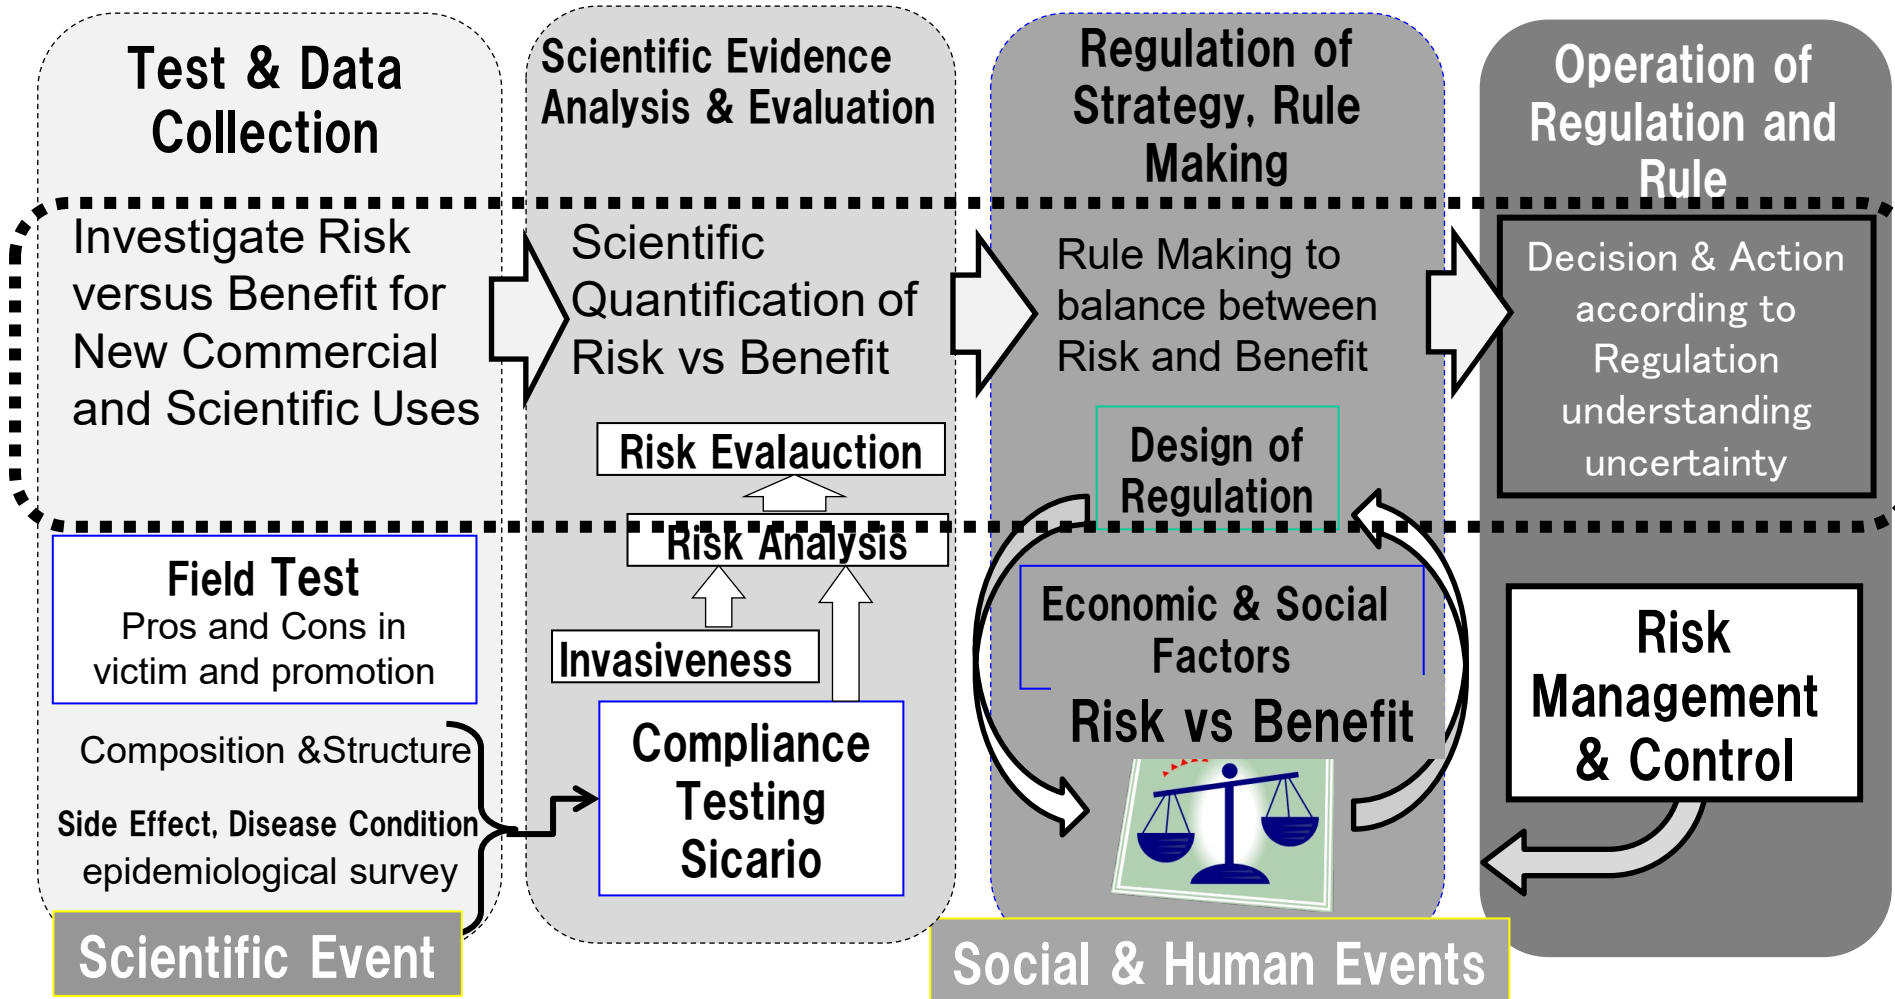 Test & Data
Collection
Investigate Risk
versus Benefit for
New Commercial
and Scientific Uses
Field Test
Pros and Cons in
victim and promotion
Composition &Structure
Side Effect, Disease Condition
epidemiological survey
Scientific Event
Scientific Evidence
Analysis & Evaluation
Scientific
Quantification of
Risk vs Benefit
Risk Evalauction
Risk Analysis
Invasiveness
Compliance
Testing
Sicario
Regulation of
Strategy, Rule
Making
Rule Making to
balance between
Risk and Benefit
Design of
Regulation
Economic & Social
Factors
Risk vs Benefit
Social & Human Events
Operation of
Regulation and
Rule
Decision & Action
according to
Regulation
understanding
uncertainty
Risk
Management
& Control